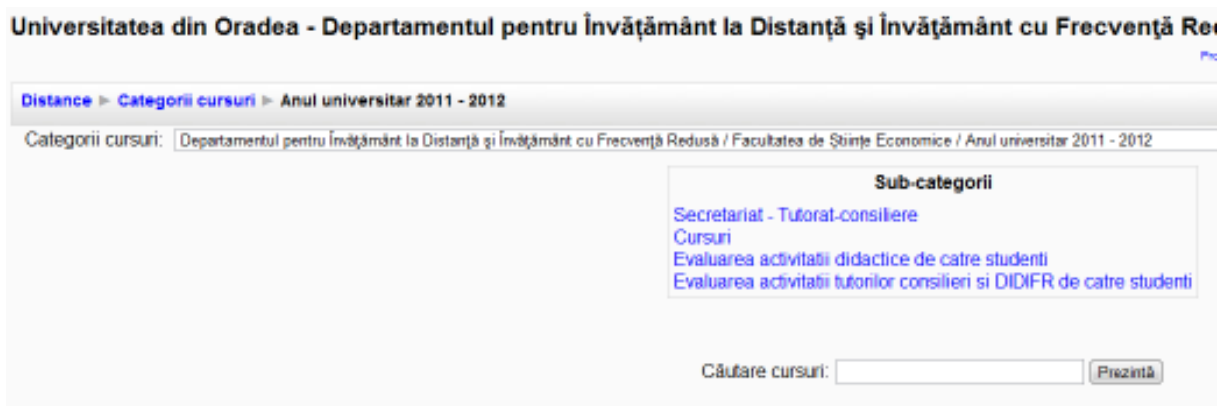 Universitatea din Oradea - Departamentul pentru Învăţământ la Distanţă şi Învăţământ cu Frecvenţă
Distance ► Categorii cursuri ► Anul universitar 2011 - 2012
Categorii cursuri: Departamentul pentru Învăţământ la Distanţă şi Învăţământ cu Frecvenţă Redusă / Facultatea de Ştiinţe Economice / Anul universitar 2011 - 2012
Sub-categorii
Secretariat - Tutorat-consiliere
Cursuri
Evaluarea activitatii didactice de catre studenti
Evaluarea activitatii tutorilor consilieri si DIDIFR de catre studenti
Căutare cursuri: Prezintă